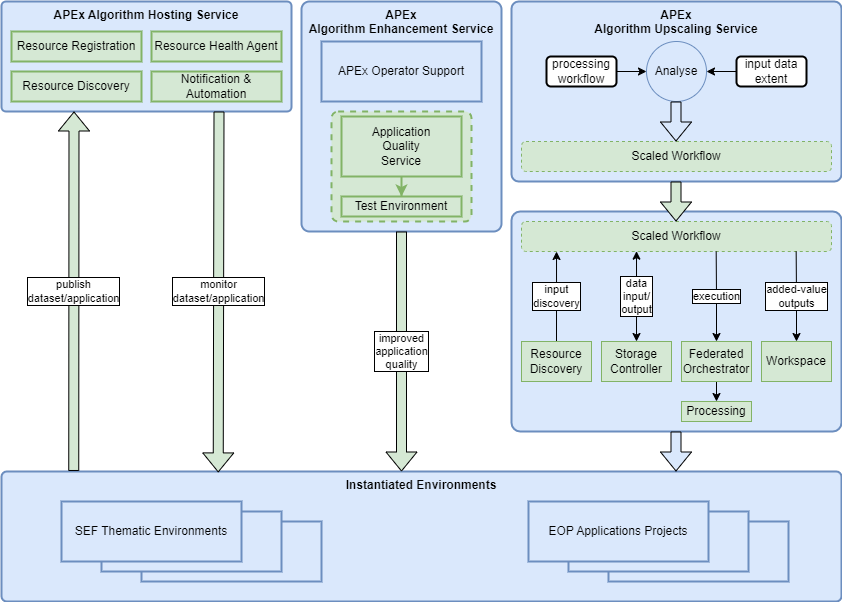 APEx Algorithm Hosting Service
Resource Registration
Resource Health Agent
Resource Discovery
Notification &
Automation
APEx
Algorithm Enhancement Service
APEx Operator Support
Application
Quality
Service
Test Environment
APEx
Algorithm Upscaling Service
processing
workflow
Analyse
input data
extent
Scaled Workflow
Scaled Workflow
input
discovery
data
input/
output
execution
added-value
outputs
Resource
Discovery
Storage
Controller
Federated
Orchestrator
Workspace
Processing
publish
dataset/application
monitor
dataset/application
improved
application
quality
Instantiated Environments
SEF Thematic Environments
EOP Applications Projects